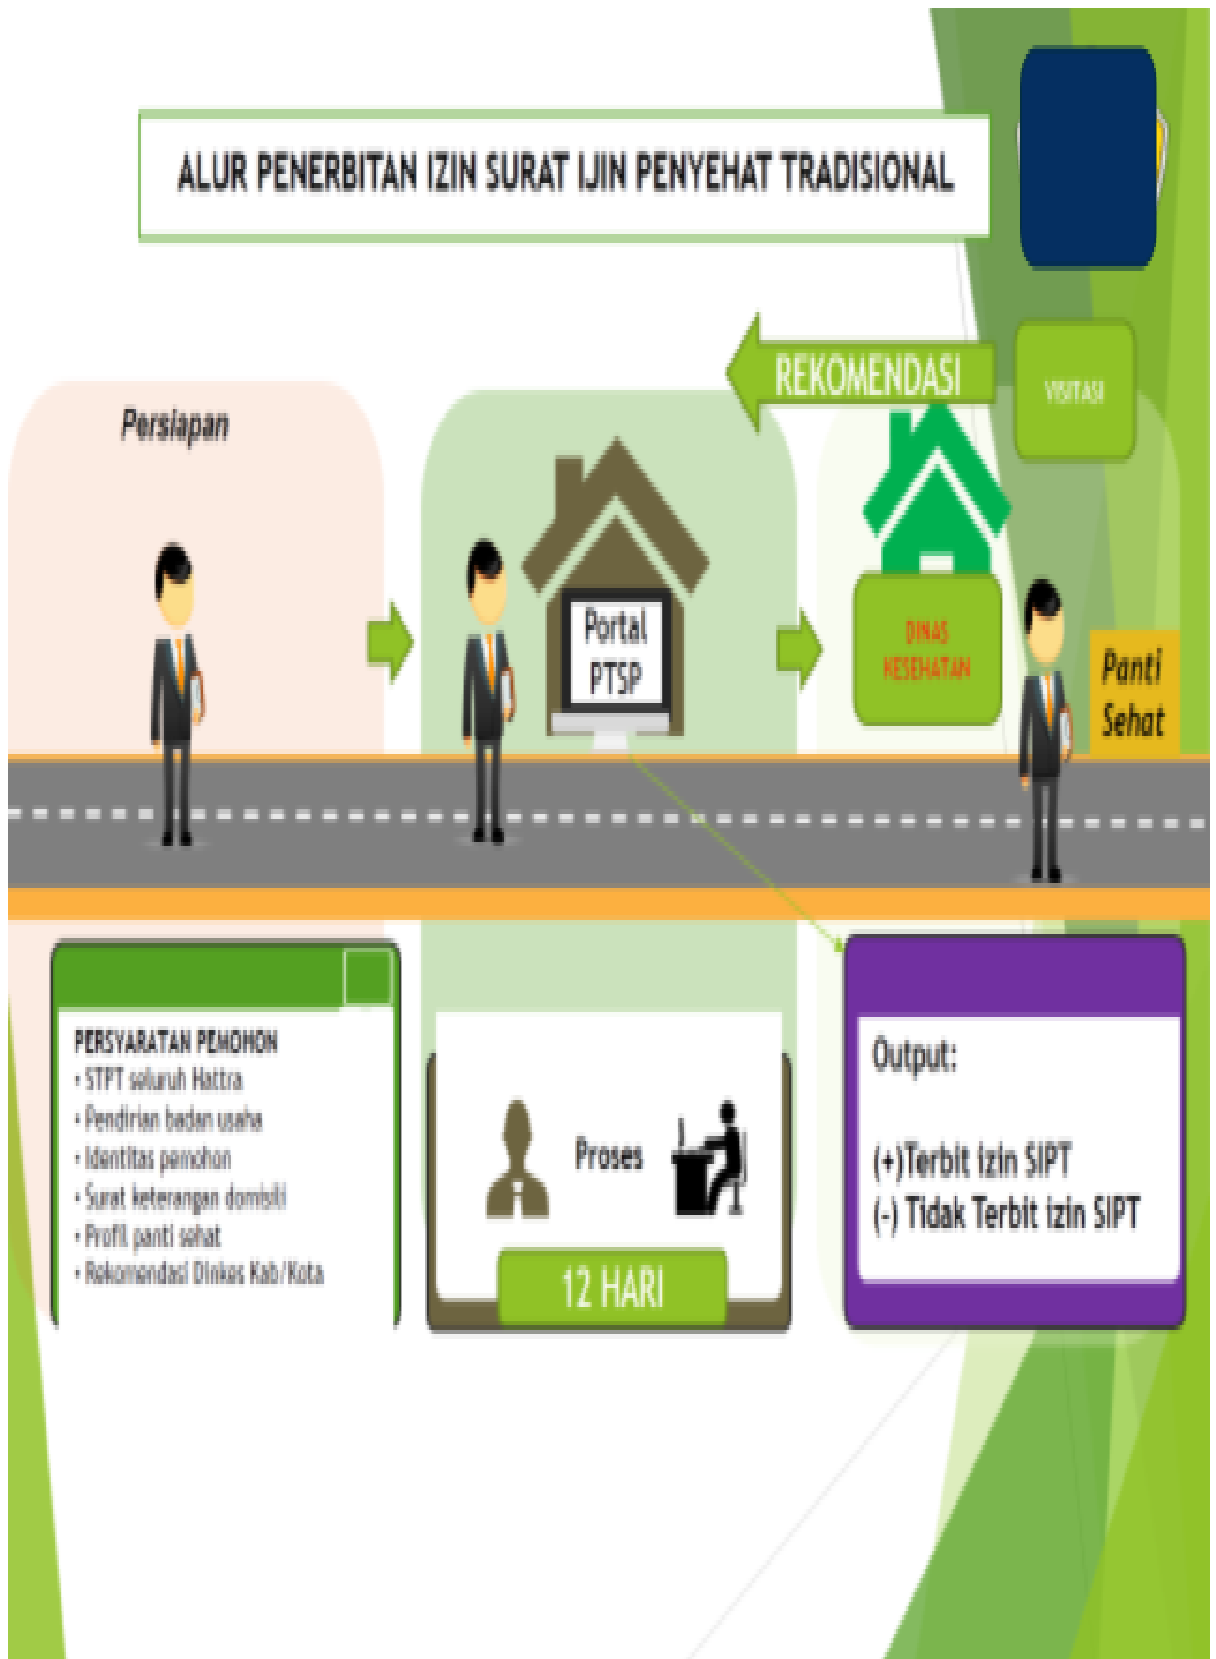 ALUR PENERBITAN IZIN SURAT IJIN PENYEHAT TRADISIONAL
REKOMENDASI
VISITASI
Persiapan
Portal
PTSP
DINAS
KESEHATAN
Panti
Sehat
PERSYARATAN PEMOHON
• STPT seluruh Hattra
• Pendirian badan usaha
• Identitas pemohon
• Surat keterangan domisili
• Profil panti sehat
• Rekomendasi Dinkes Kab/Kota
Proses
12 HARI
Output:
(+)Terbit izin SIPT
(-) Tidak Terbit izin SIPT